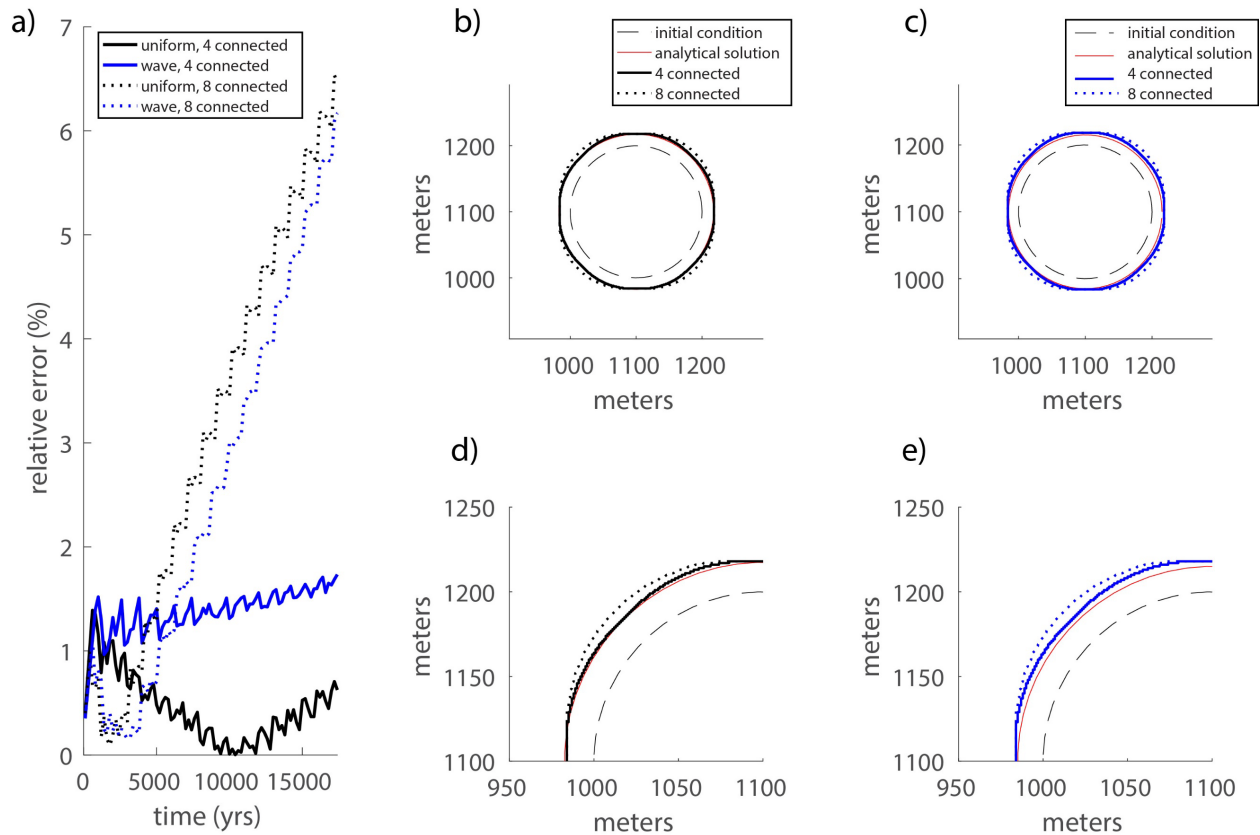 a)
7
6
5
4
3
2
1
0
relative error (%)
uniform, 4 connected
wave, 4 connected
uniform, 8 connected
wave, 8 connected
0 5000 10000 15000
time (yrs)
b)
initial condition
analytical solution
4 connected
8 connected
1200
1100
1000
meters
1000 1100 1200
meters
c)
initial condition
analytical solution
4 connected
8 connected
1200
1100
1000
meters
1000 1100 1200
meters
d)
1250
1200
1150
1100
meters
950 1000 1050 1100
meters
e)
1250
1200
1150
1100
meters
950 1000 1050 1100
meters